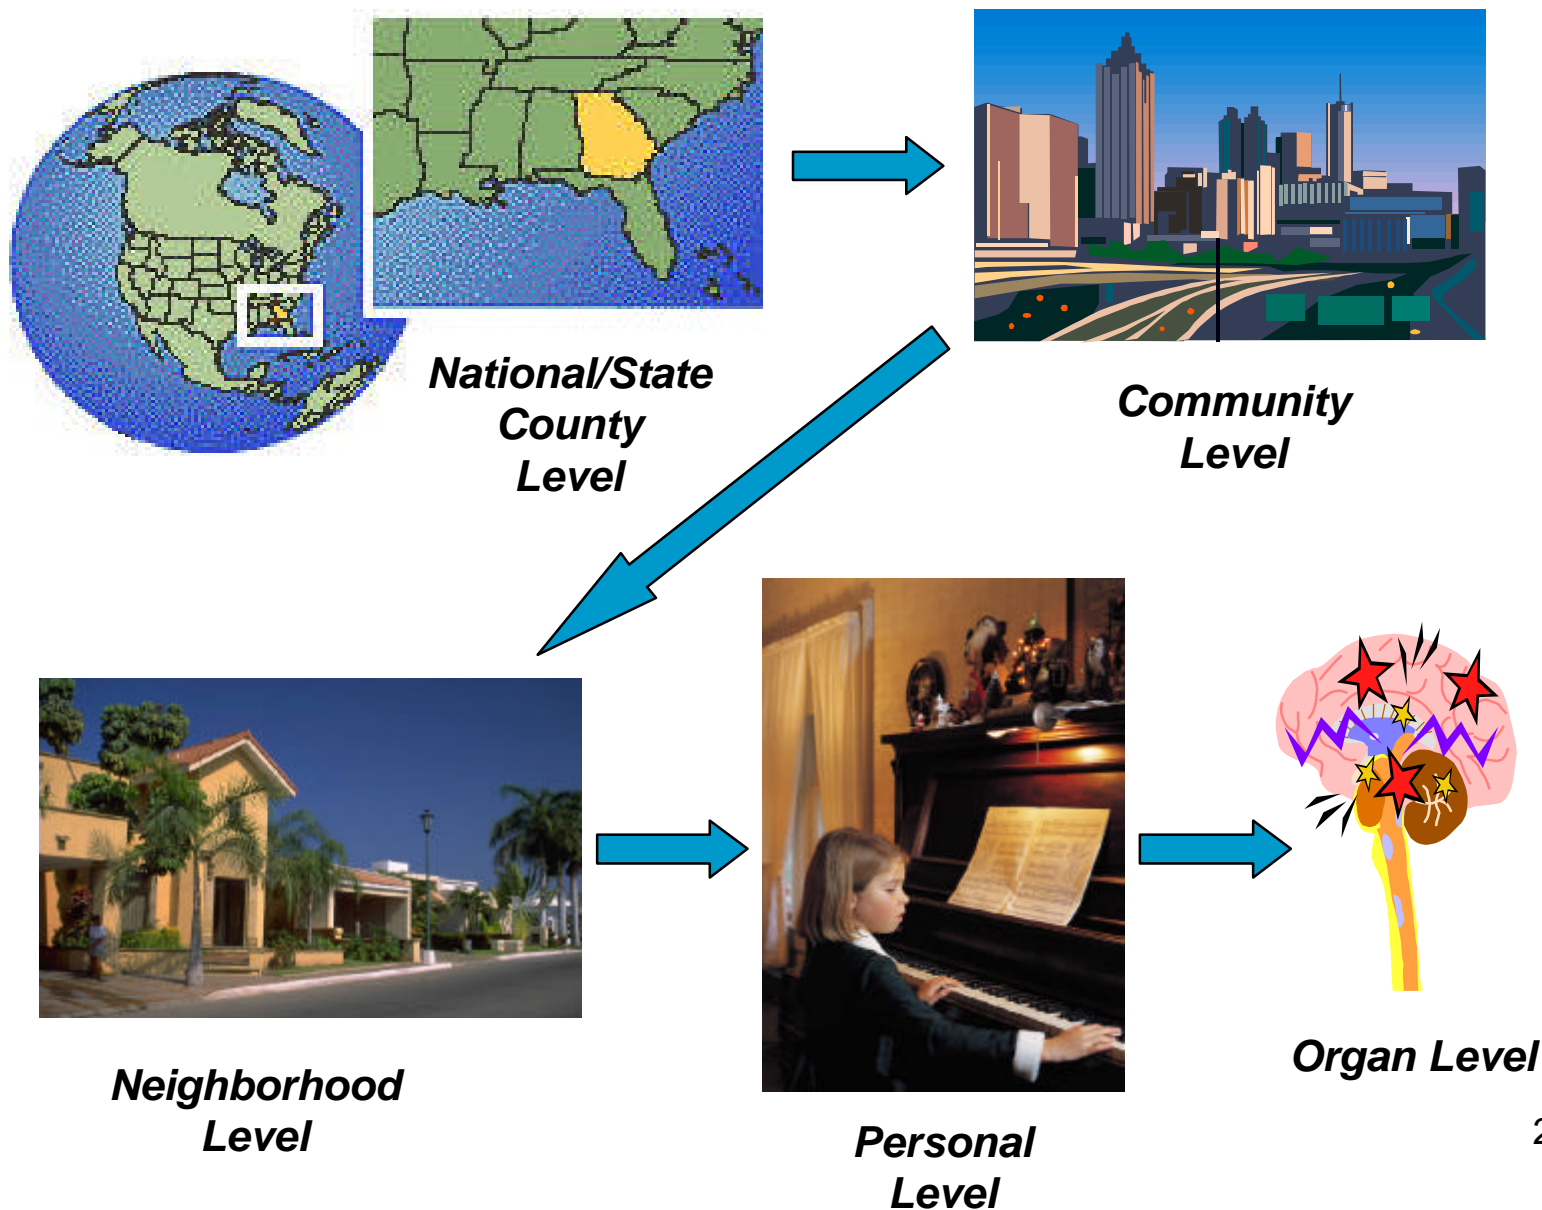 National/State
County
Level
Community
Level
Neighborhood
Level
Personal
Level
Organ Level